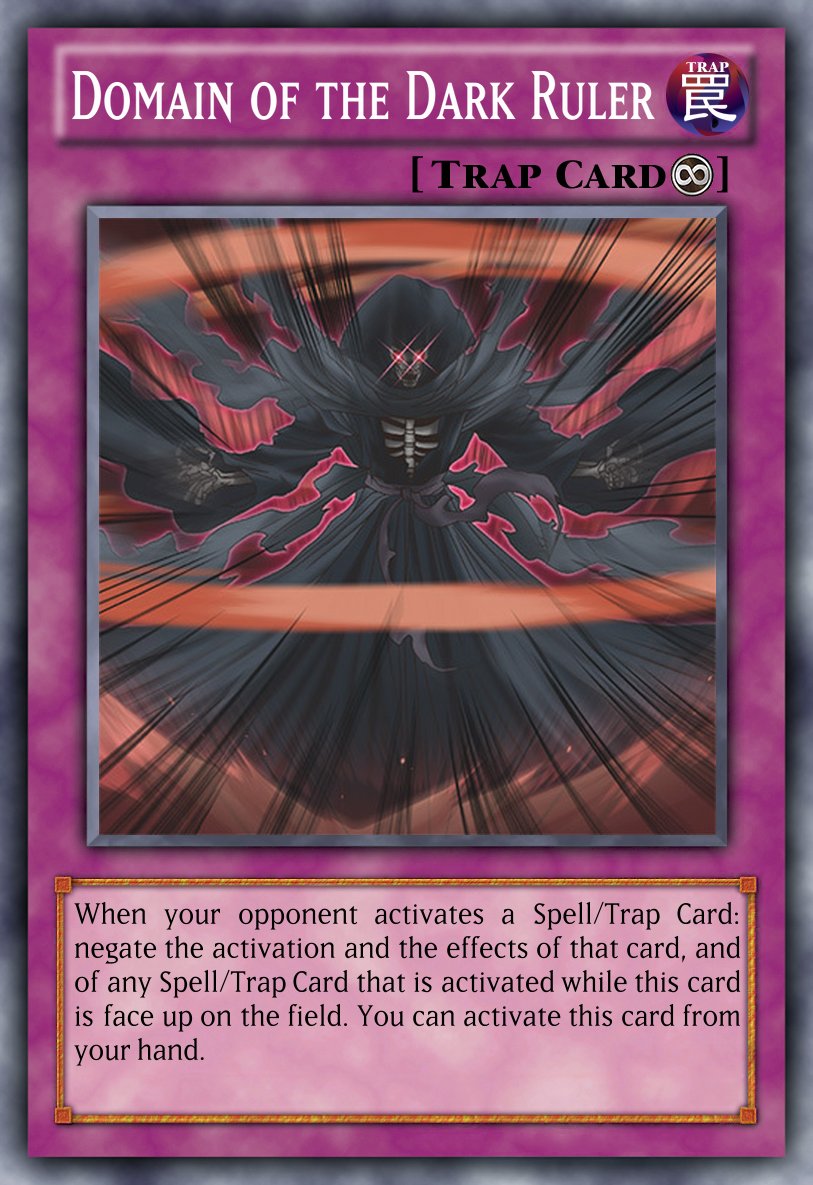 Domain of the Dark Ruler
TRAP
罠
[Trap Card∞]
When your opponent activates a Spell/Trap Card:
negate the activation and the effects of that card, and
of any Spell/Trap Card that is activated while this card
is face up on the field. You can activate this card from
your hand.